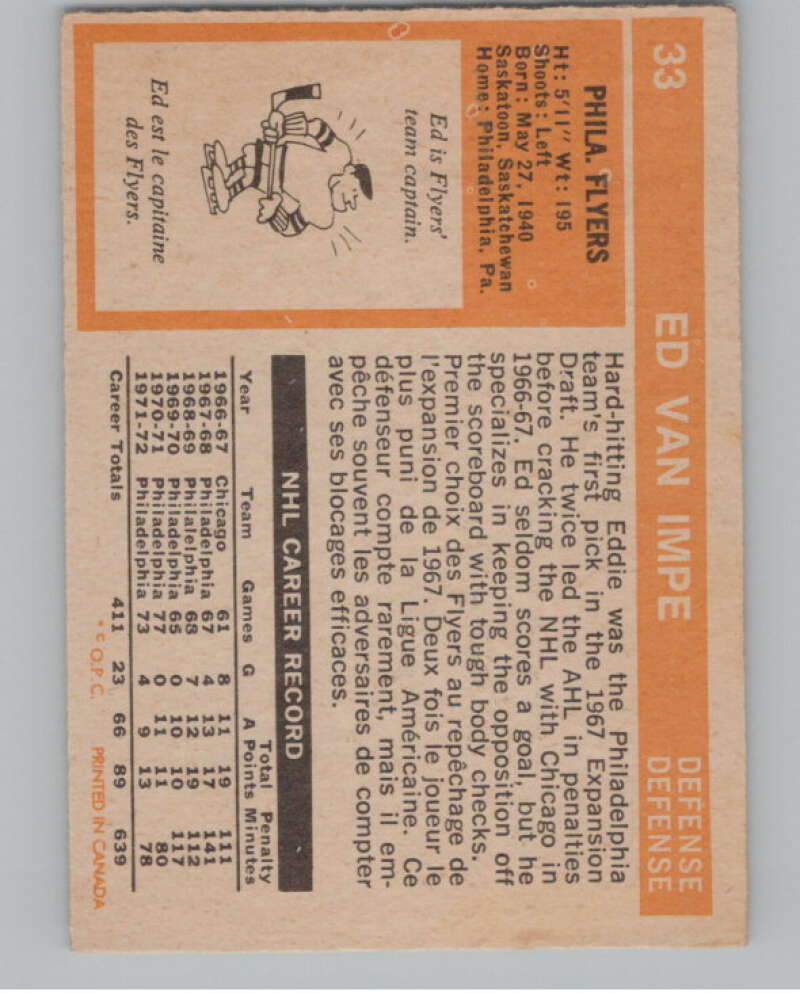 33 ED VAN IMPE DEFENSE
DEFENSE
PHILA. FLYERS
Ht: 5'11" Wt: 195
Shoots: Left
Born: May 27, 1940
Saskatoon, Saskatchewan
Home: Philadelphia, Pa.
Ed is Flyers'
team captain.
Ed est le capitaine
des Flyers.
Hard-hitting Eddie was the Philadelphia
team's first pick in the 1967 Expansion
Draft. He twice led the AHL in penalties
before cracking the NHL with Chicago in
1966-67. Ed seldom scores a goal, but he
specializes in keeping the opposition off
the scoreboard with tough body checks.
Premier choix des Flyers au repêchage de
l'expansion de 1967. Deux fois le joueur le
plus puni de la Ligue Américaine. Ce
défenseur compte rarement, mais il em-
pêche souvent les adversaires de compter
avec ses blocages efficaces.
NHL CAREER RECORD
Total Penalty
Year Team Games G A Points Minutes
1966-67 Chicago 61 8 11 19 111
1967-68 Philadelphia 67 4 13 17 141
1968-69 Philalelphia 68 7 12 19 112
1969-70 Philadelphia 65 0 10 10 117
1970-71 Philadelphia 77 0 11 11 80
1971-72 Philadelphia 73 4 9 13 78
Career Totals 411 23 66 89 639
* © O.P.C. PRINTED IN CANADA